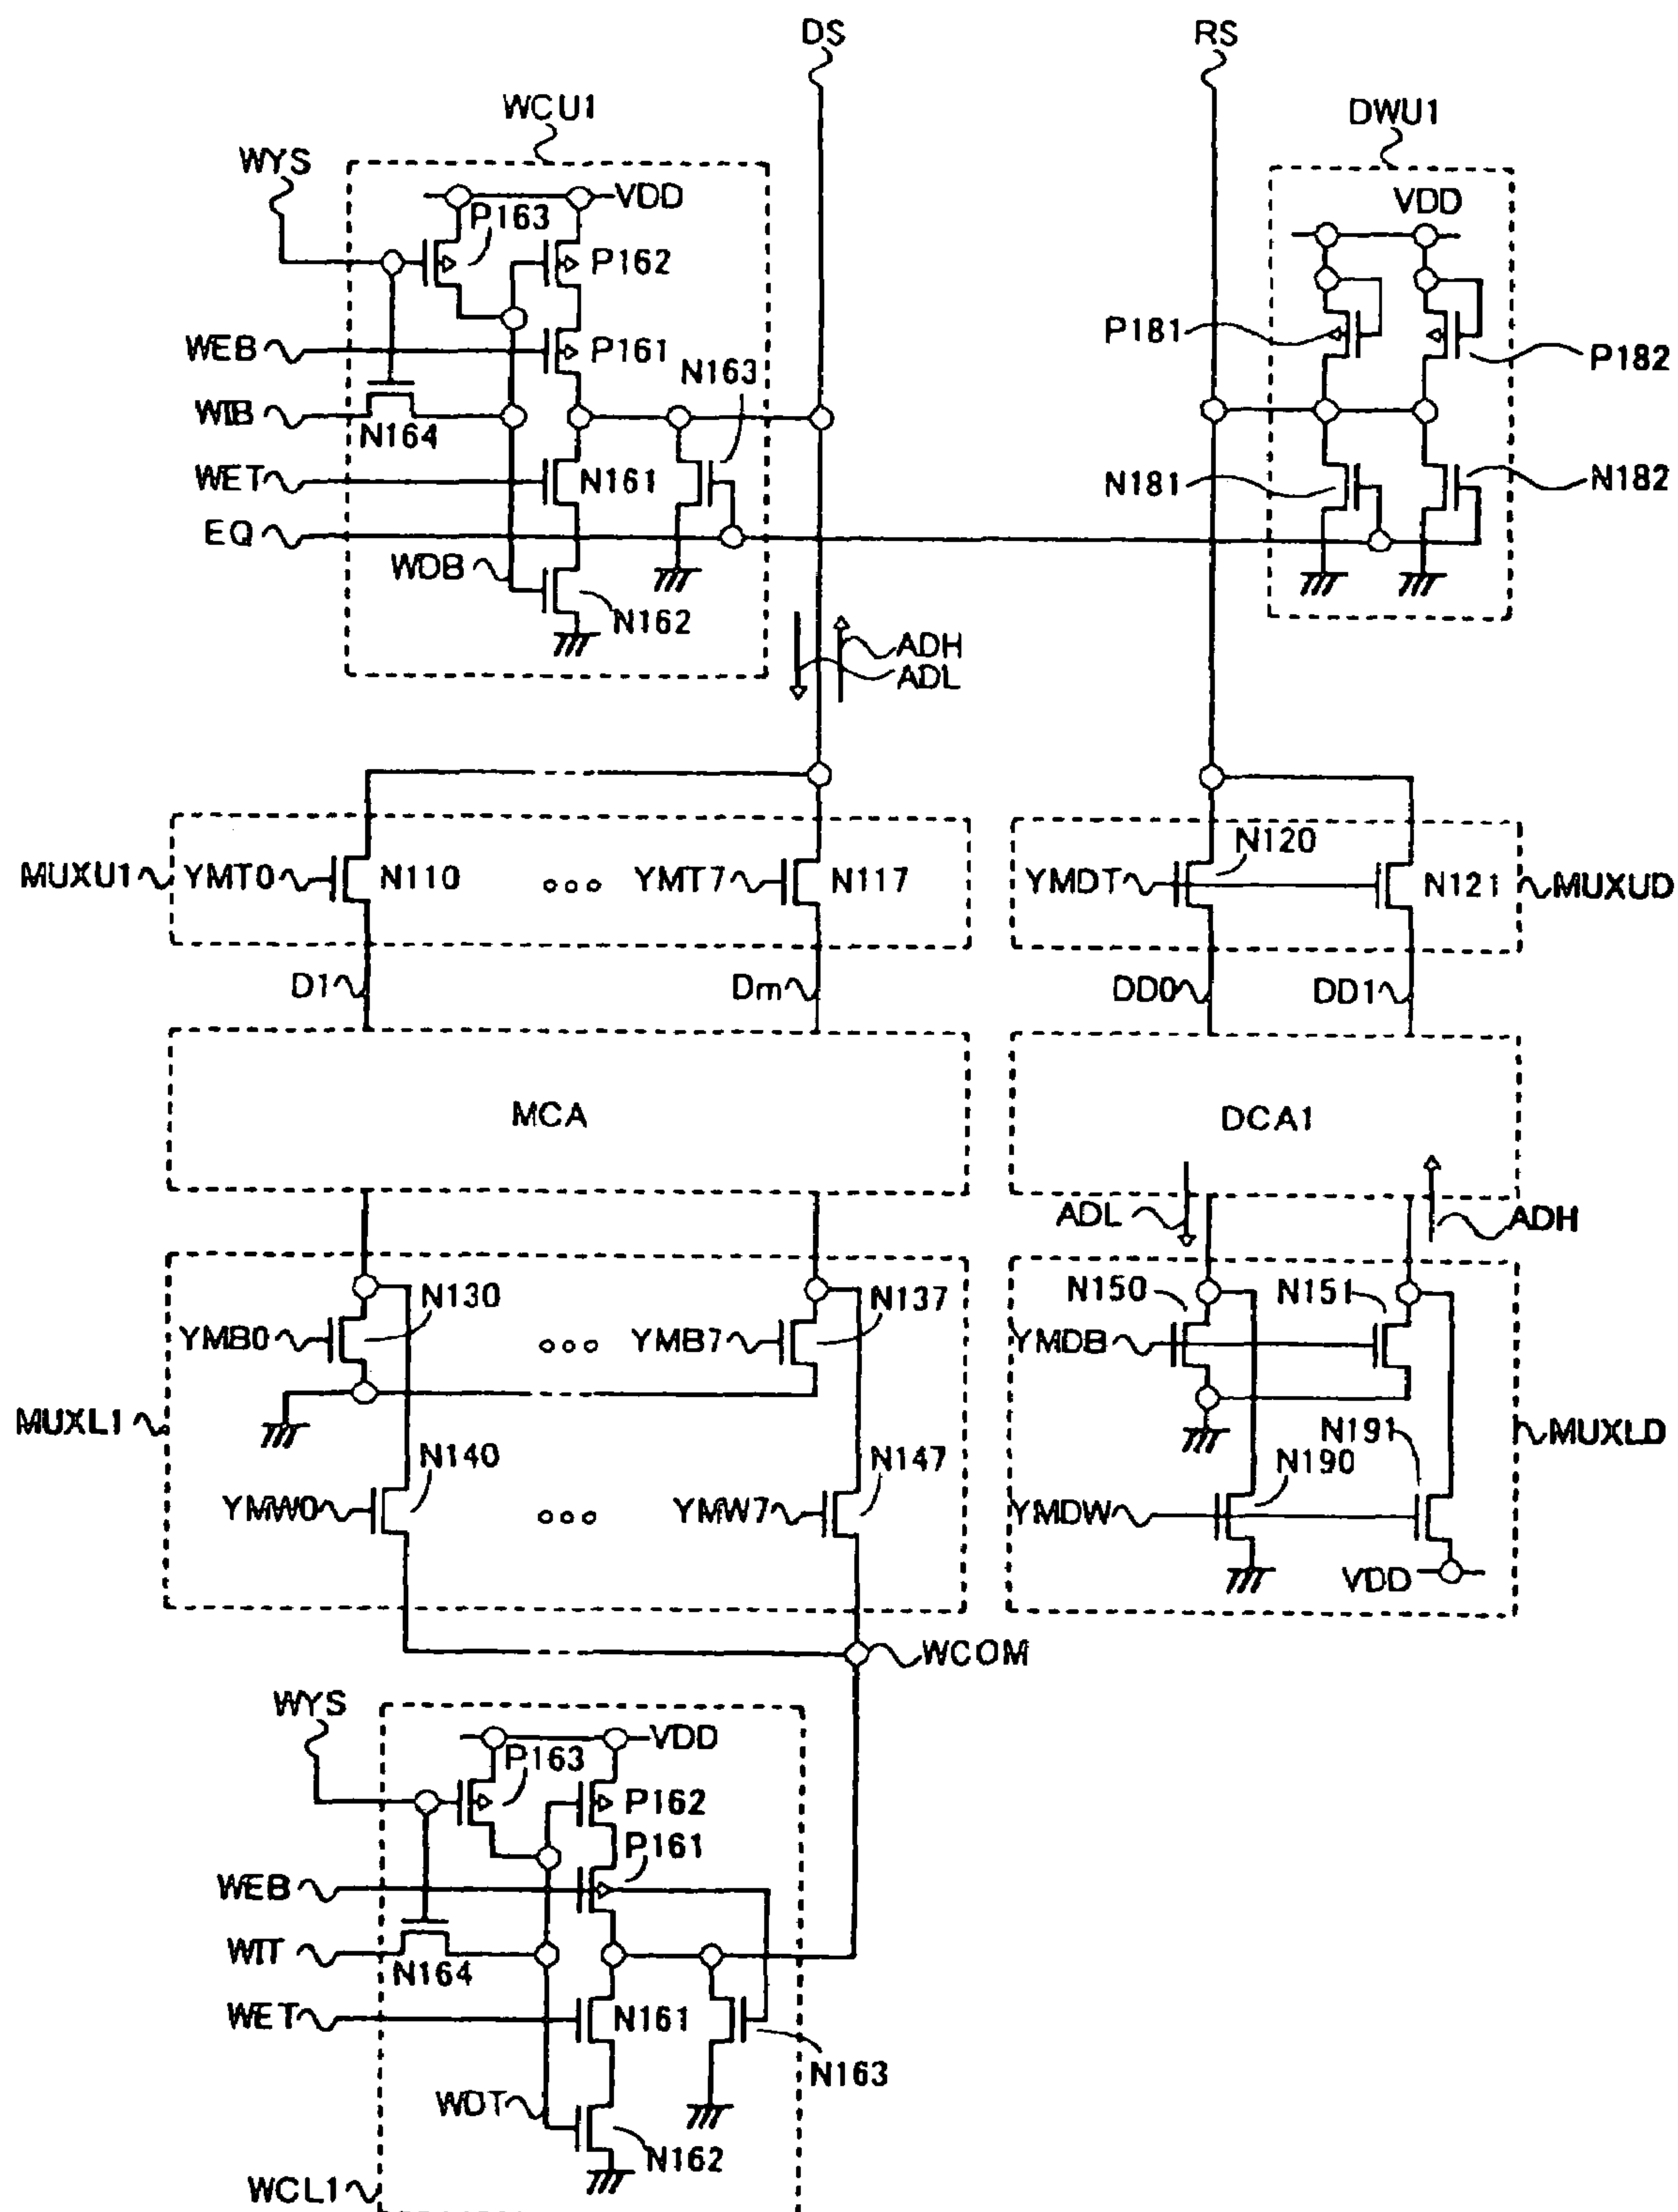 DS
RS
WCU1
DWU1
WYS
VDD
P163
P162
VDD
WEB
P161
N163
P181
P182
WIB
N164
WET
N161
N181
N182
EQ
WDB
N162
ADH
ADL
MUXU1
YMT0
N110
YMT7
N117
YMDT
N120
N121
MUXUD
D1
Dm
DD0
DD1
MCA
DCA1
ADL
ADH
N130
N137
N150
N151
YMB0
YMB7
YMDB
MUXL1
N140
N147
N191
MUXLD
N190
YMW0
YMW7
YMDW
VDD
WCOM
WYS
VDD
P163
P162
P161
WEB
WIT
N164
WET
N161
N163
WDT
N162
WCL1